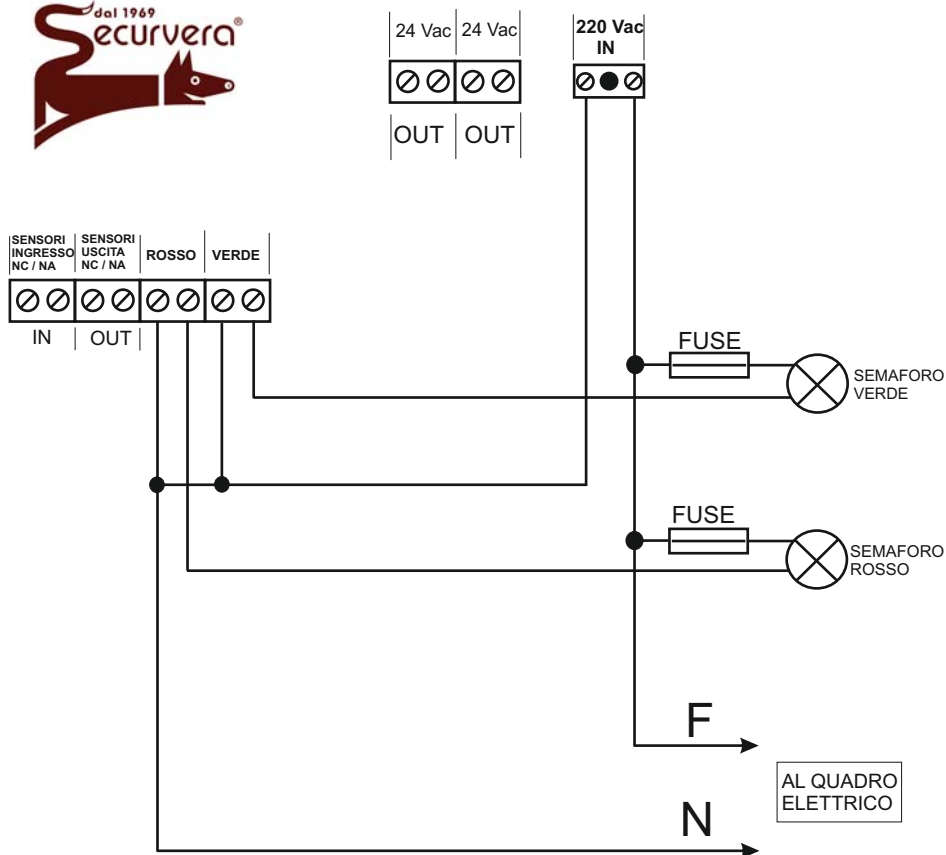 dal 1969
Securvera®
24 Vac 24 Vac
OUT OUT
220 Vac
IN
SENSORI
INGRESSO
NC / NA
SENSORI
USCITA
NC / NA
ROSSO
VERDE
IN
OUT
FUSE
SEMAFORO
VERDE
FUSE
SEMAFORO
ROSSO
F
AL QUADRO
ELETTRICO
N